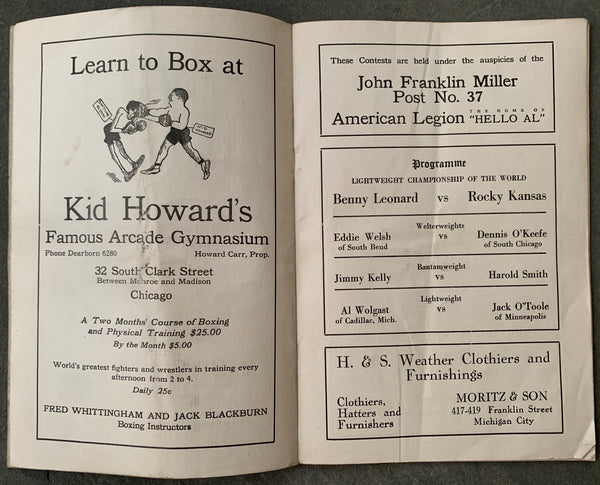 Learn to Box at
Kid Howard's
Famous Arcade Gymnasium
Phone Dearborn 6280 Howard Carr, Prop.
32 South Clark Street
Between Monroe and Madison
Chicago
A Two Months' Course of Boxing
and Physical Training $25.00
By the Month $5.00
World's greatest fighters and wrestlers in training every
afternoon from 2 to 4.
Daily 25c
FRED WHITTINGHAM AND JACK BLACKBURN
Boxing Instructors
These Contests are held under the auspicies of the
John Franklin Miller
Post No. 37
American Legion THE HOME OF "HELLO AL"
Programme
LIGHTWEIGHT CHAMPIONSHIP OF THE WORLD
Benny Leonard vs Rocky Kansas
Welterweights
Eddie Welsh vs Dennis O'Keefe
of South Bend of South Chicago
Bantamweight
Jimmy Kelly vs Harold Smith
Lightweight
Al Wolgast vs Jack O'Toole
of Cadillac, Mich. of Minneapolis
H. & S. Weather Clothiers and
Furnishings
Clothiers,
Hatters and
Furnishers
MORITZ & SON
417-419 Franklin Street
Michigan City